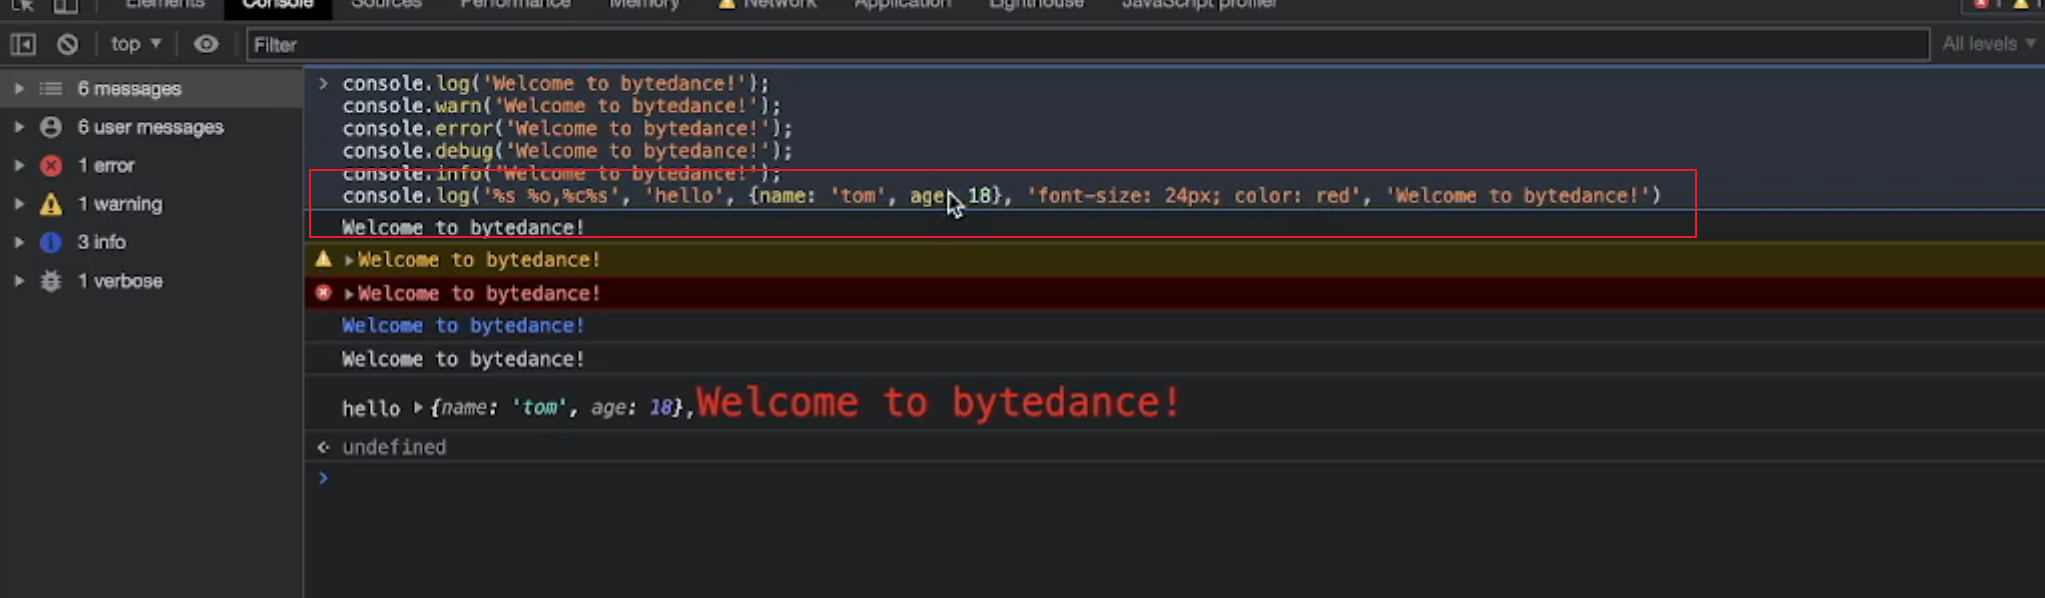 Elements Console Sources Performance Memory Network Application Lighthouse JavaScript profiler 1
top ▼ Filter All levels ▼
6 messages
6 user messages
1 error
1 warning
3 info
1 verbose
> console.log('Welcome to bytedance!');
console.warn('Welcome to bytedance!');
console.error('Welcome to bytedance!');
console.debug('Welcome to bytedance!');
console.info('Welcome to bytedance!');
console.log('%s %o,%c%s', 'hello', {name: 'tom', age: 18}, 'font-size: 24px; color: red', 'Welcome to bytedance!')
Welcome to bytedance!
Welcome to bytedance!
Welcome to bytedance!
Welcome to bytedance!
Welcome to bytedance!
hello ▶{name: 'tom', age: 18},Welcome to bytedance!
undefined
>